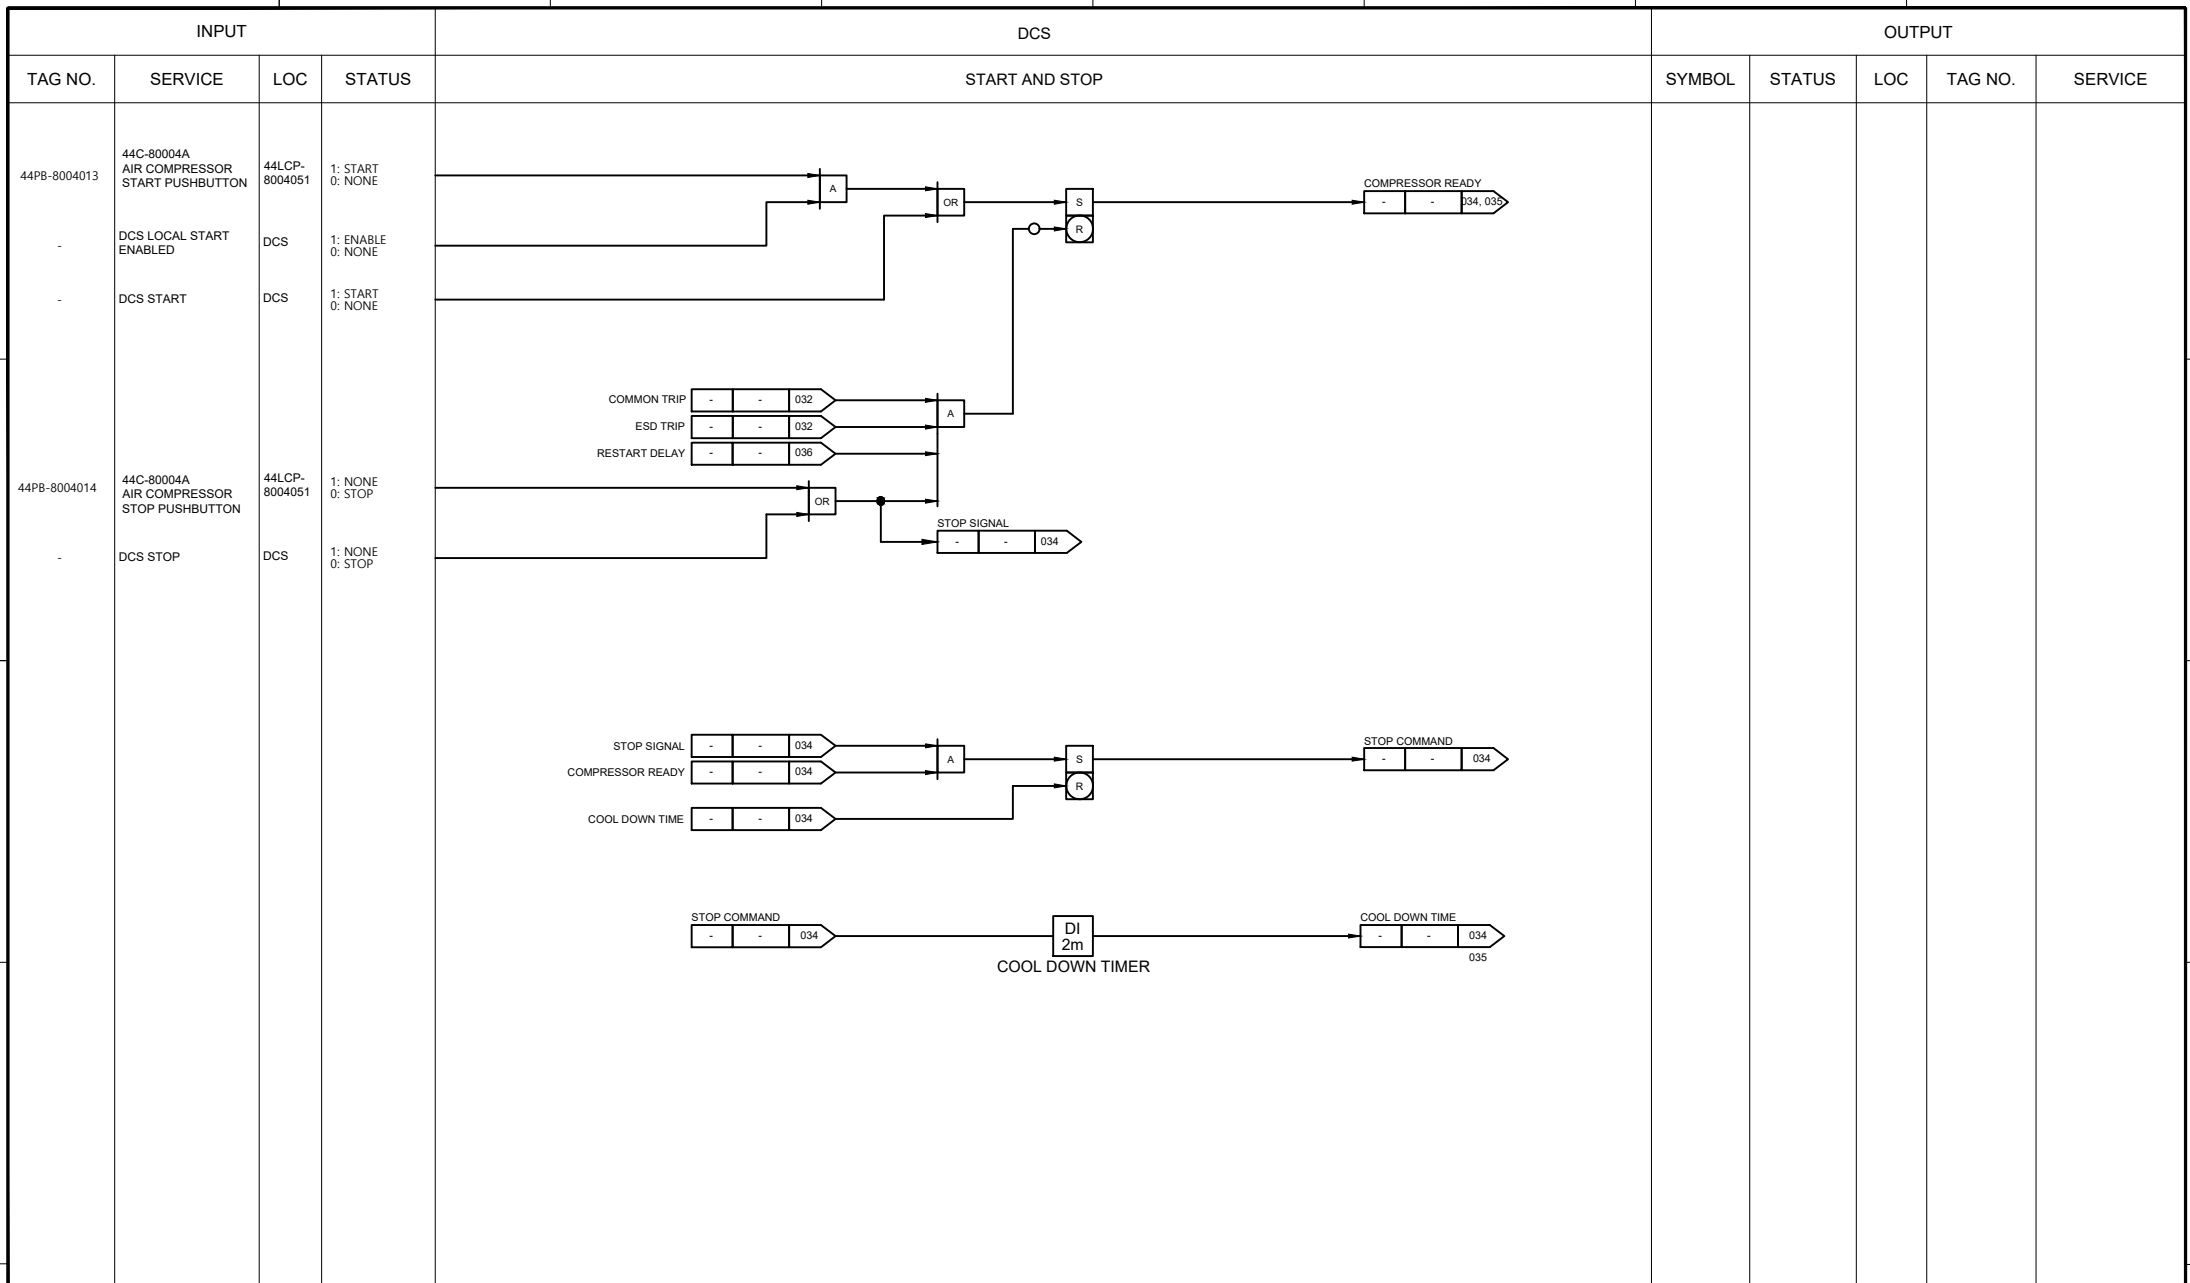 INPUT
DCS
OUTPUT
TAG NO.
SERVICE
LOC
STATUS
START AND STOP
SYMBOL
STATUS
LOC
TAG NO.
SERVICE
44PB-8004013
44C-80004A
AIR COMPRESSOR
START PUSHBUTTON
44LCP-
8004051
1: START
0: NONE
A
OR
S
R
COMPRESSOR READY
- - 034, 035
-
DCS LOCAL START
ENABLED
DCS
1: ENABLE
0: NONE
-
DCS START
DCS
1: START
0: NONE
COMMON TRIP - - 032
A
ESD TRIP - - 032
RESTART DELAY - - 036
44PB-8004014
44C-80004A
AIR COMPRESSOR
STOP PUSHBUTTON
44LCP-
8004051
1: NONE
0: STOP
OR
STOP SIGNAL
- - 034
-
DCS STOP
DCS
1: NONE
0: STOP
STOP SIGNAL - - 034
COMPRESSOR READY - - 034
A
S
R
STOP COMMAND
- - 034
COOL DOWN TIME - - 034
STOP COMMAND
- - 034
DI
2m
COOL DOWN TIMER
COOL DOWN TIME
- - 034
035